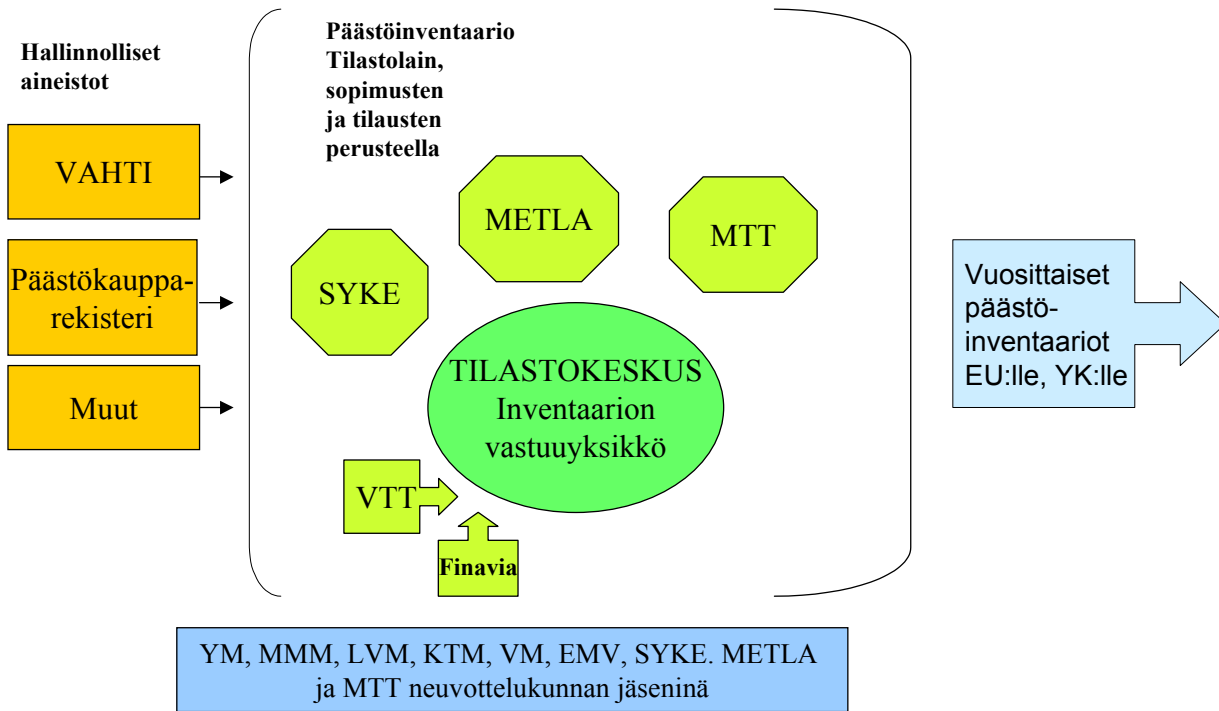 Hallinnolliset
aineistot
VAHTI
Päästökauppa-
rekisteri
Muut
Päästöinventaario
Tilastolain,
sopimusten
ja tilausten
perusteella
METLA
MTT
SYKE
TILASTOKESKUS
Inventaarion
vastuuyksikkö
VTT
Finavia
Vuosittaiset
päästö-
inventaariot
EU:lle, YK:lle
YM, MMM, LVM, KTM, VM, EMV, SYKE. METLA
ja MTT neuvottelukunnan jäseninä